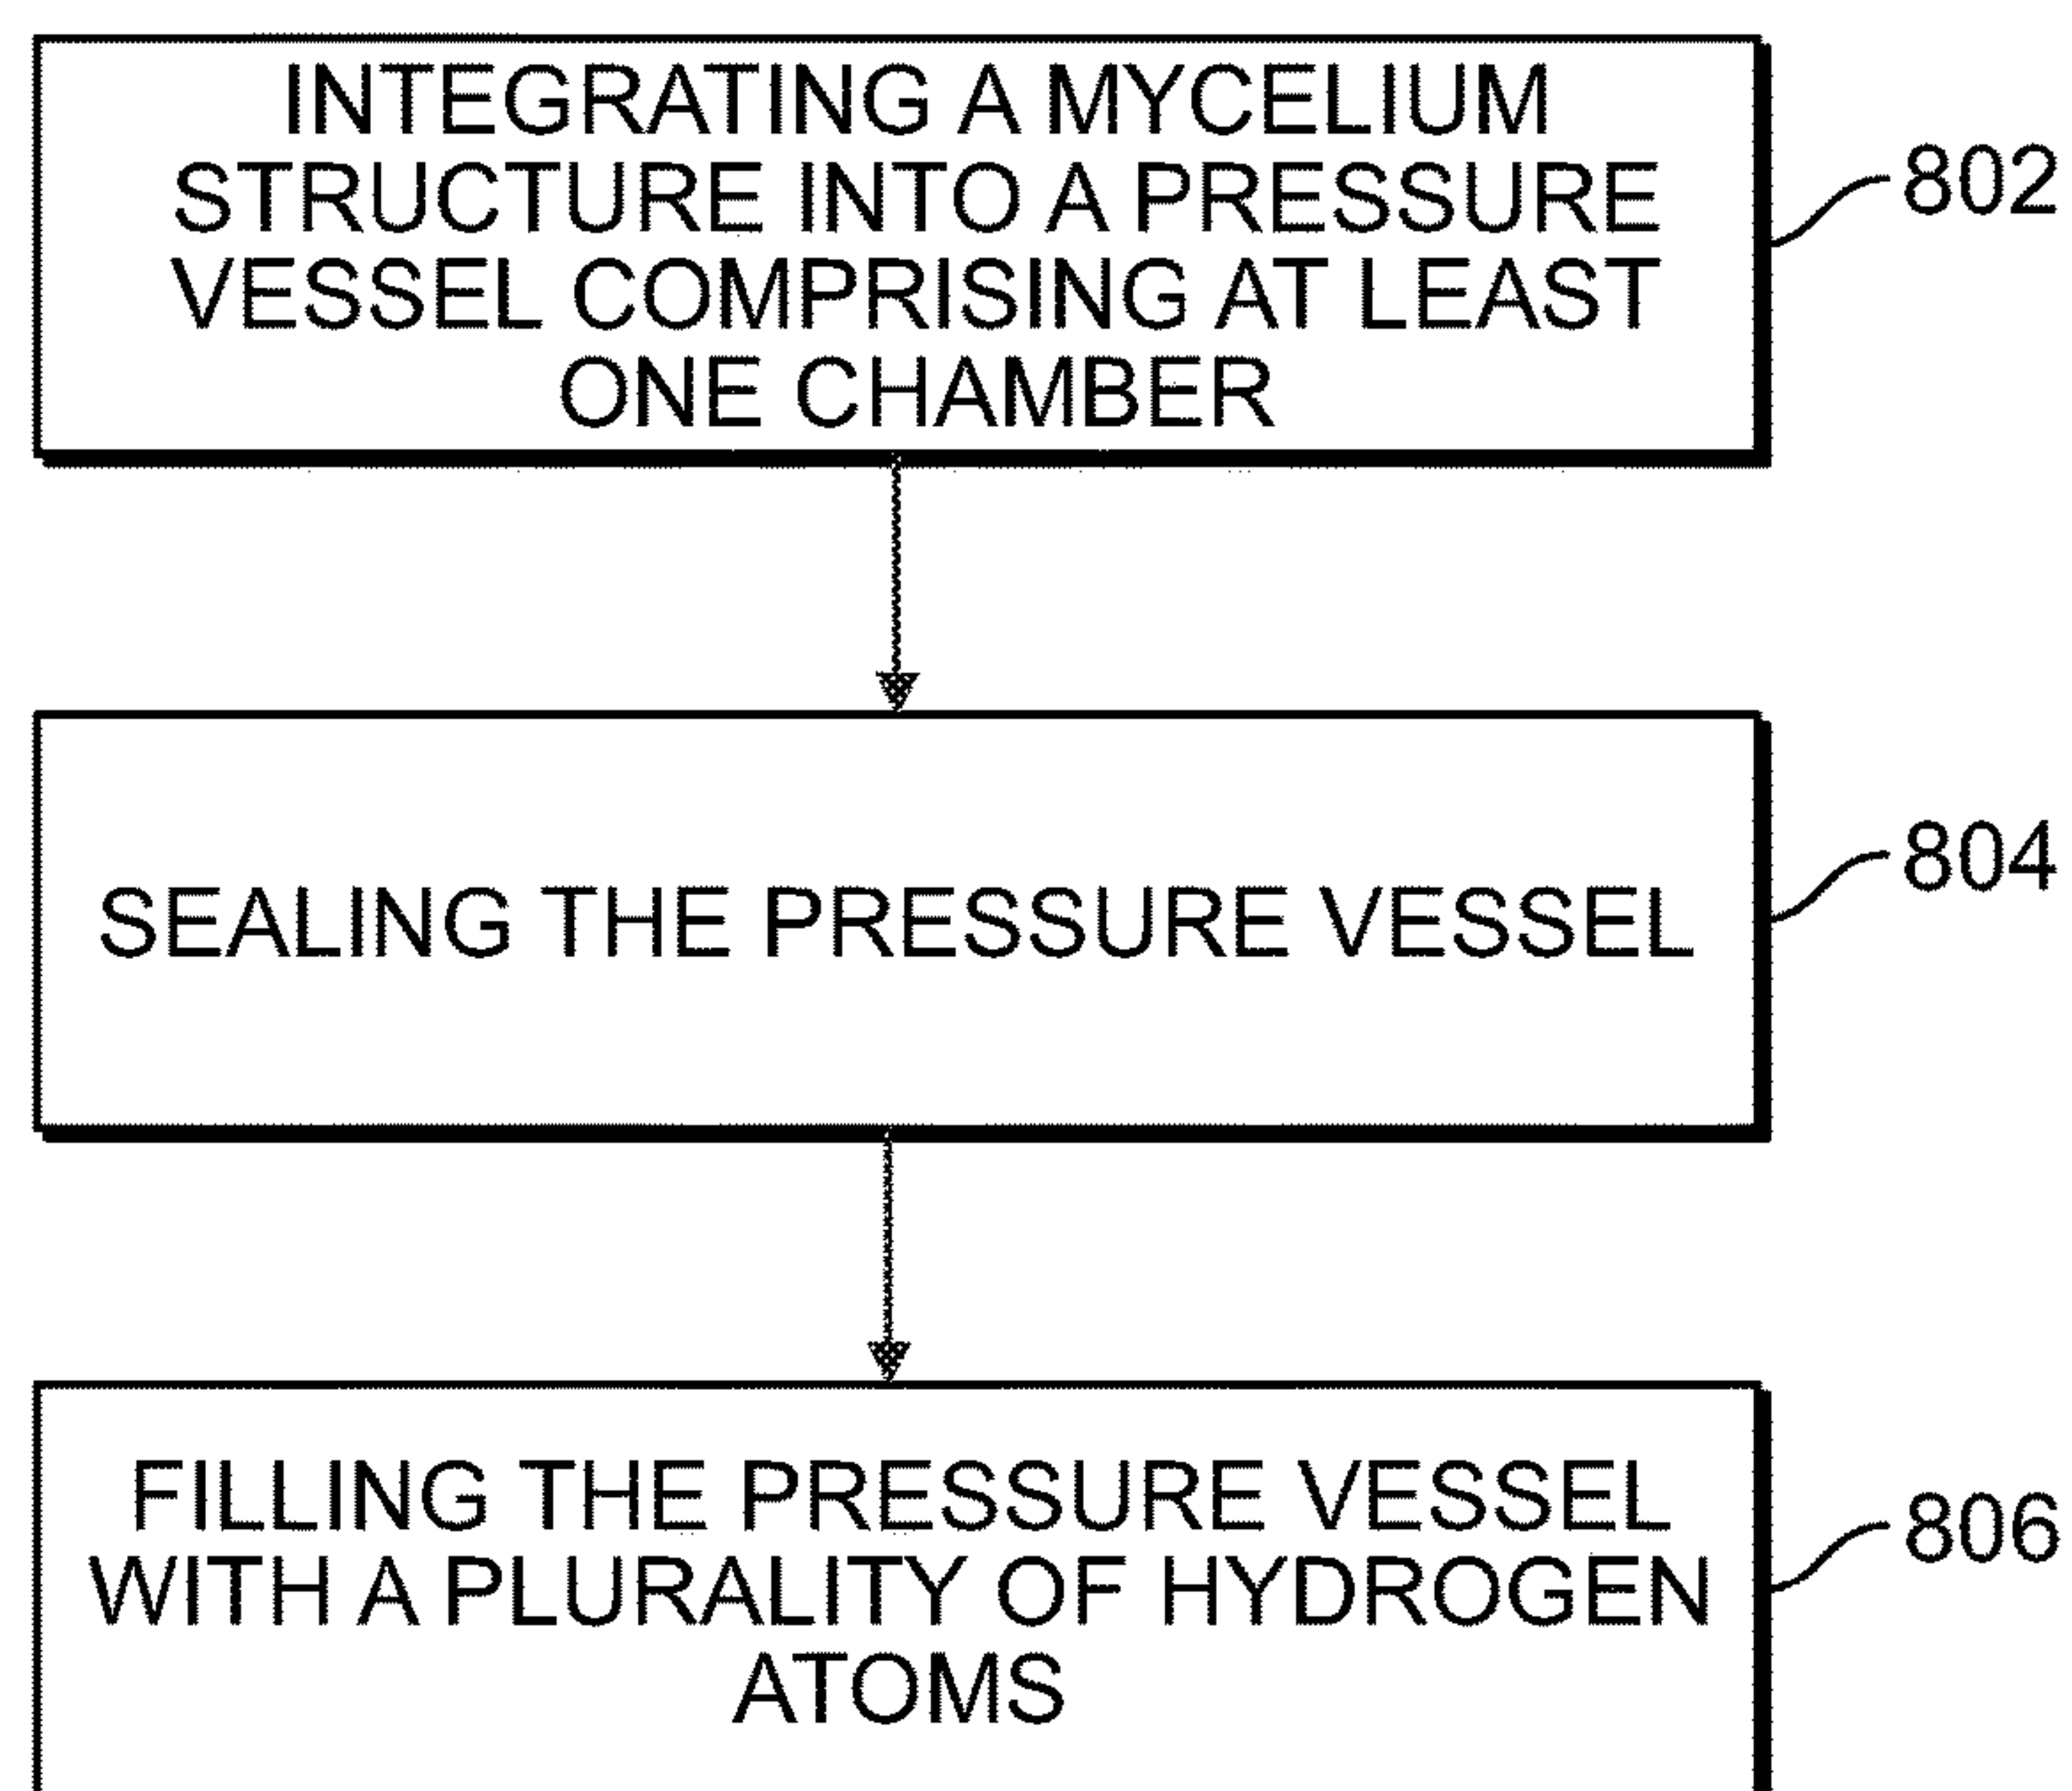 INTEGRATING A MYCELIUM
STRUCTURE INTO A PRESSURE
VESSEL COMPRISING AT LEAST
ONE CHAMBER
802
SEALING THE PRESSURE VESSEL
804
FILLING THE PRESSURE VESSEL
WITH A PLURALITY OF HYDROGEN
ATOMS
806